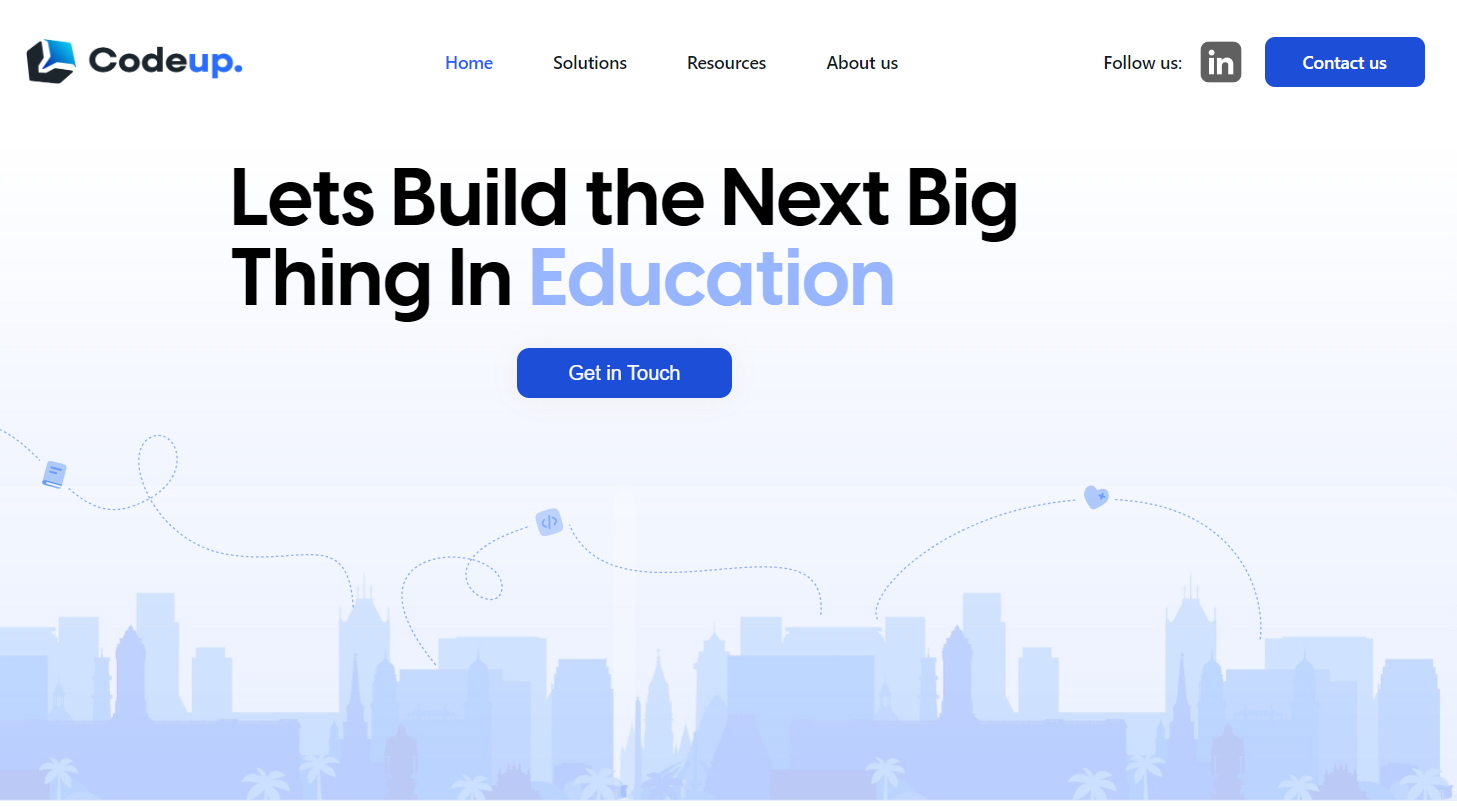 Codeup.
Home
Solutions
Resources
About us
Follow us:
in
Contact us
Lets Build the Next Big
Thing In Education
Get in Touch